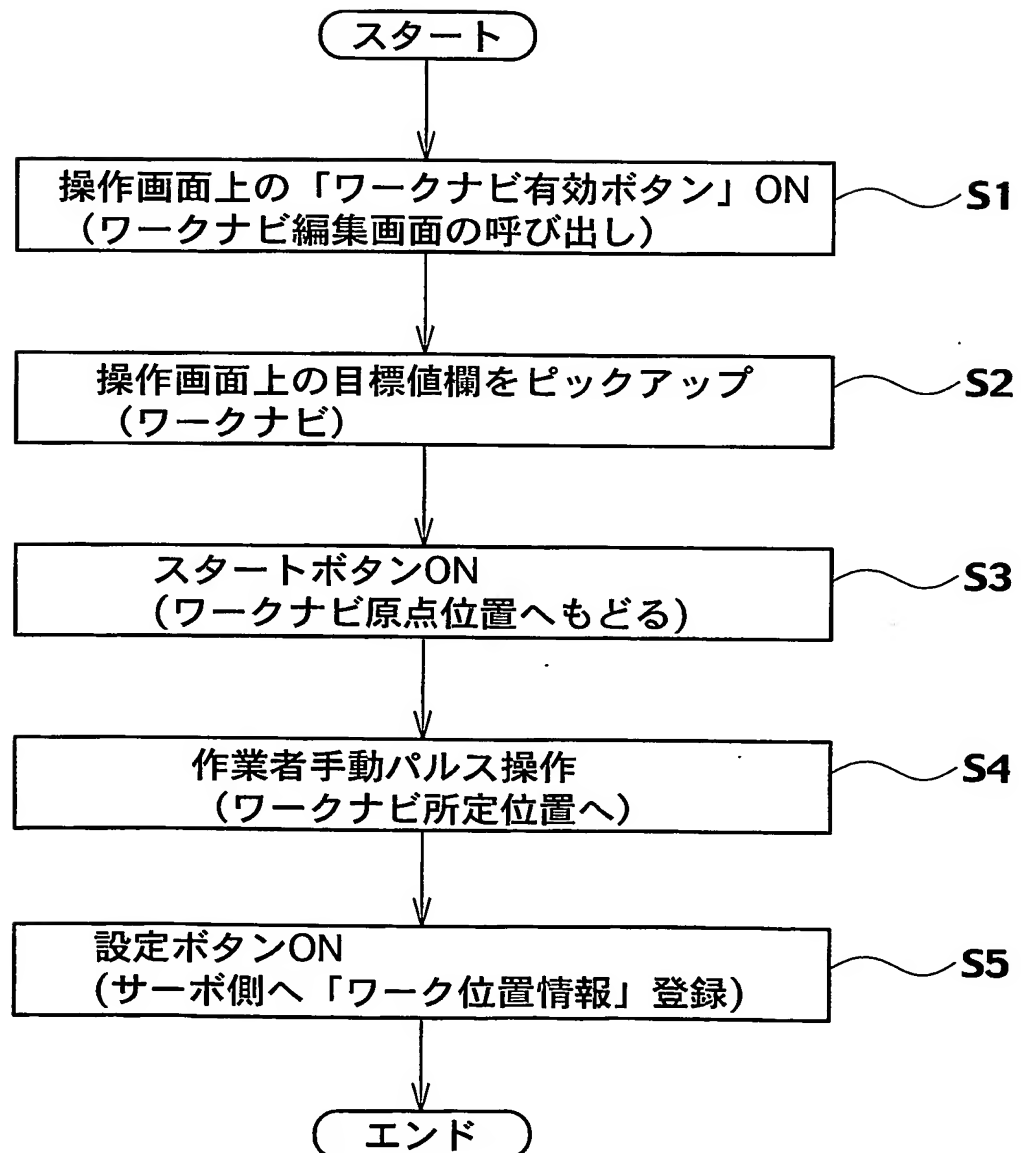 スタート
操作画面上の「ワークナビ有効ボタン」ON
(ワークナビ編集画面の呼び出し)
S1
操作画面上の目標値欄をピックアップ
(ワークナビ)
S2
スタートボタンON
(ワークナビ原点位置へもどる)
S3
作業者手動パルス操作
(ワークナビ所定位置へ)
S4
設定ボタンON
(サーボ側へ「ワーク位置情報」登録)
S5
エンド